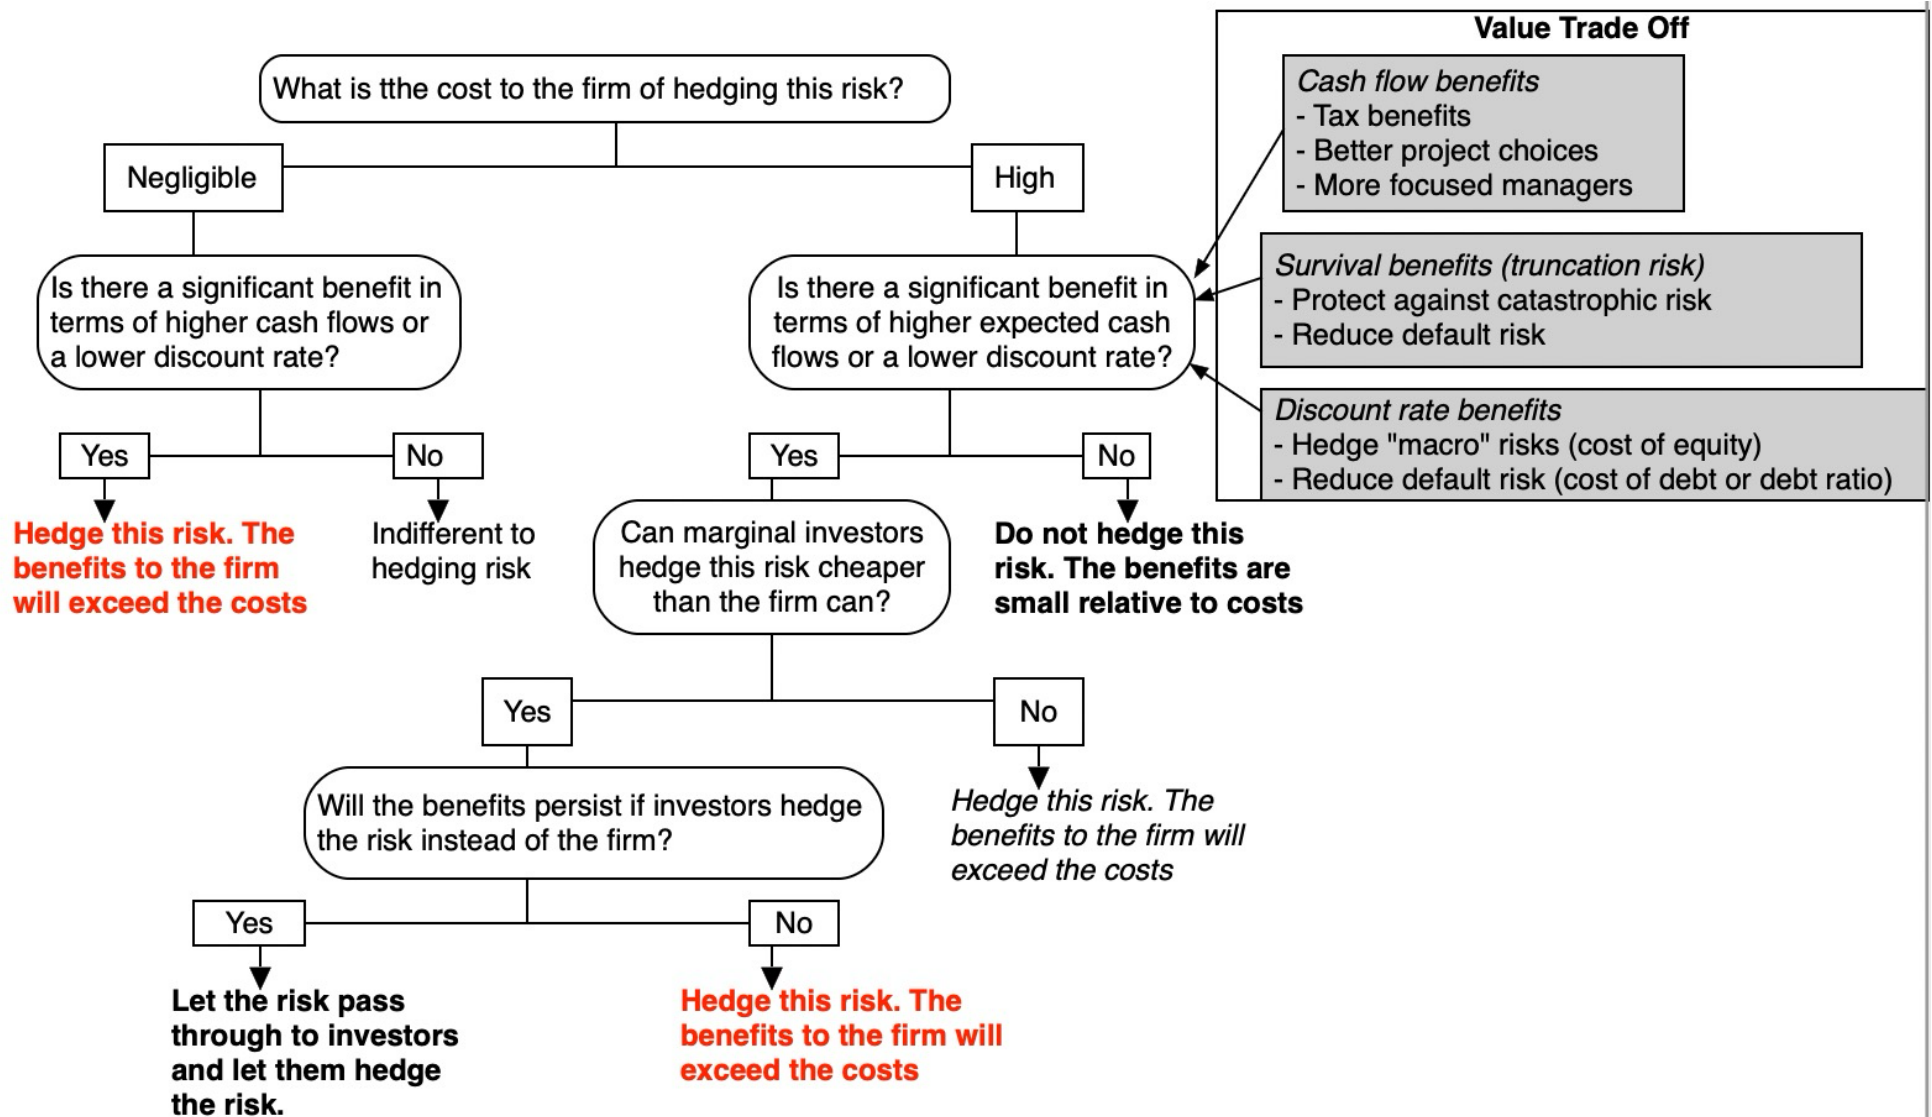 Value Trade Off
What is tthe cost to the firm of hedging this risk?
Cash flow benefits
- Tax benefits
- Better project choices
- More focused managers
Negligible
High
Survival benefits (truncation risk)
- Protect against catastrophic risk
- Reduce default risk
Is there a significant benefit in
terms of higher cash flows or
a lower discount rate?
Is there a significant benefit in
terms of higher expected cash
flows or a lower discount rate?
Discount rate benefits
- Hedge "macro" risks (cost of equity)
- Reduce default risk (cost of debt or debt ratio)
Yes
No
Yes
No
Hedge this risk. The
benefits to the firm
will exceed the costs
Indifferent to
hedging risk
Can marginal investors
hedge this risk cheaper
than the firm can?
Do not hedge this
risk. The benefits are
small relative to costs
Yes
No
Will the benefits persist if investors hedge
the risk instead of the firm?
Hedge this risk. The
benefits to the firm will
exceed the costs
Yes
No
Let the risk pass
through to investors
and let them hedge
the risk.
Hedge this risk. The
benefits to the firm will
exceed the costs